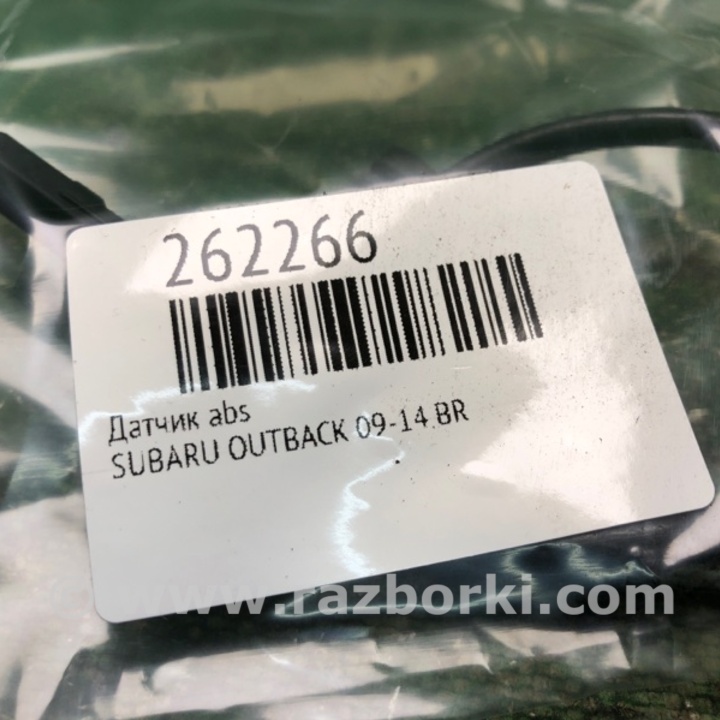 262266
Датчик abs
SUBARU OUTBACK 09-14 BR
www.razborki.com